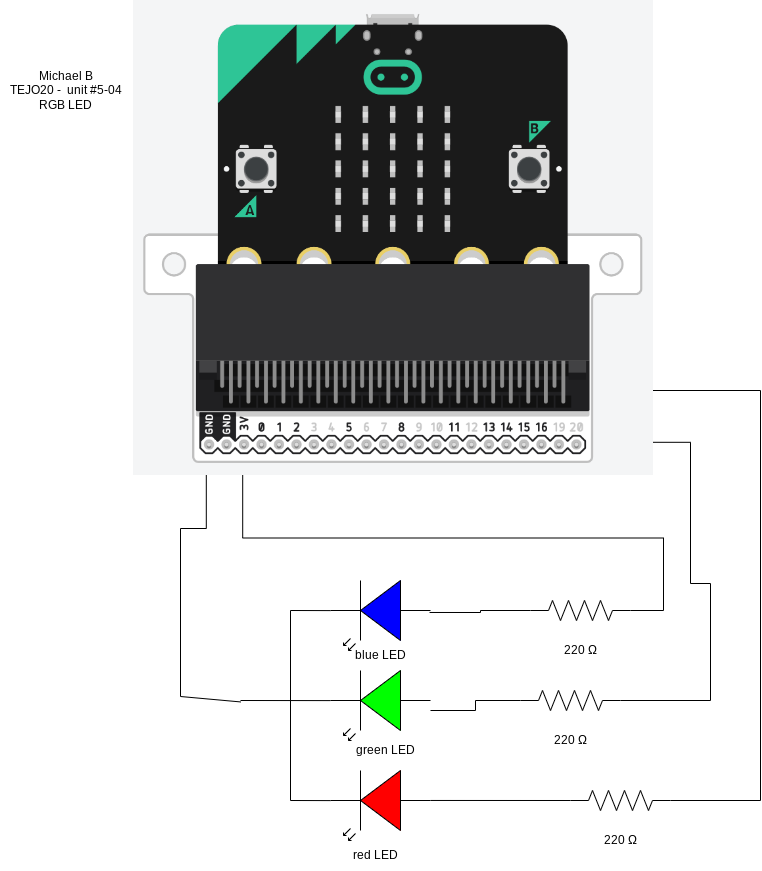 Michael B
TEJO20 - unit #5-04
RGB LED
B
A
GND GND 3V 0 1 2 3 4 5 6 7 8 9 10 11 12 13 14 15 16 19 20
blue LED
220 Ω
green LED
220 Ω
red LED
220 Ω